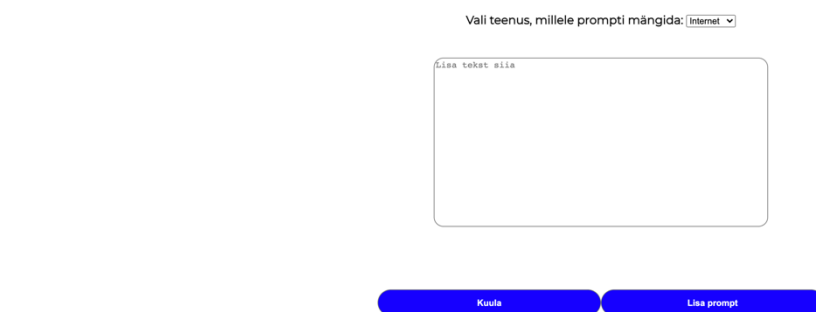 Vali teenus, millele prompti mängida: Internet
Lisa tekst siia
Kuula
Lisa prompt